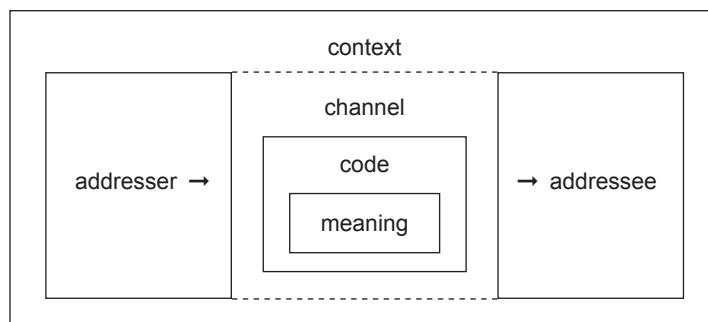 context
channel
code
addresser → → addressee
meaning